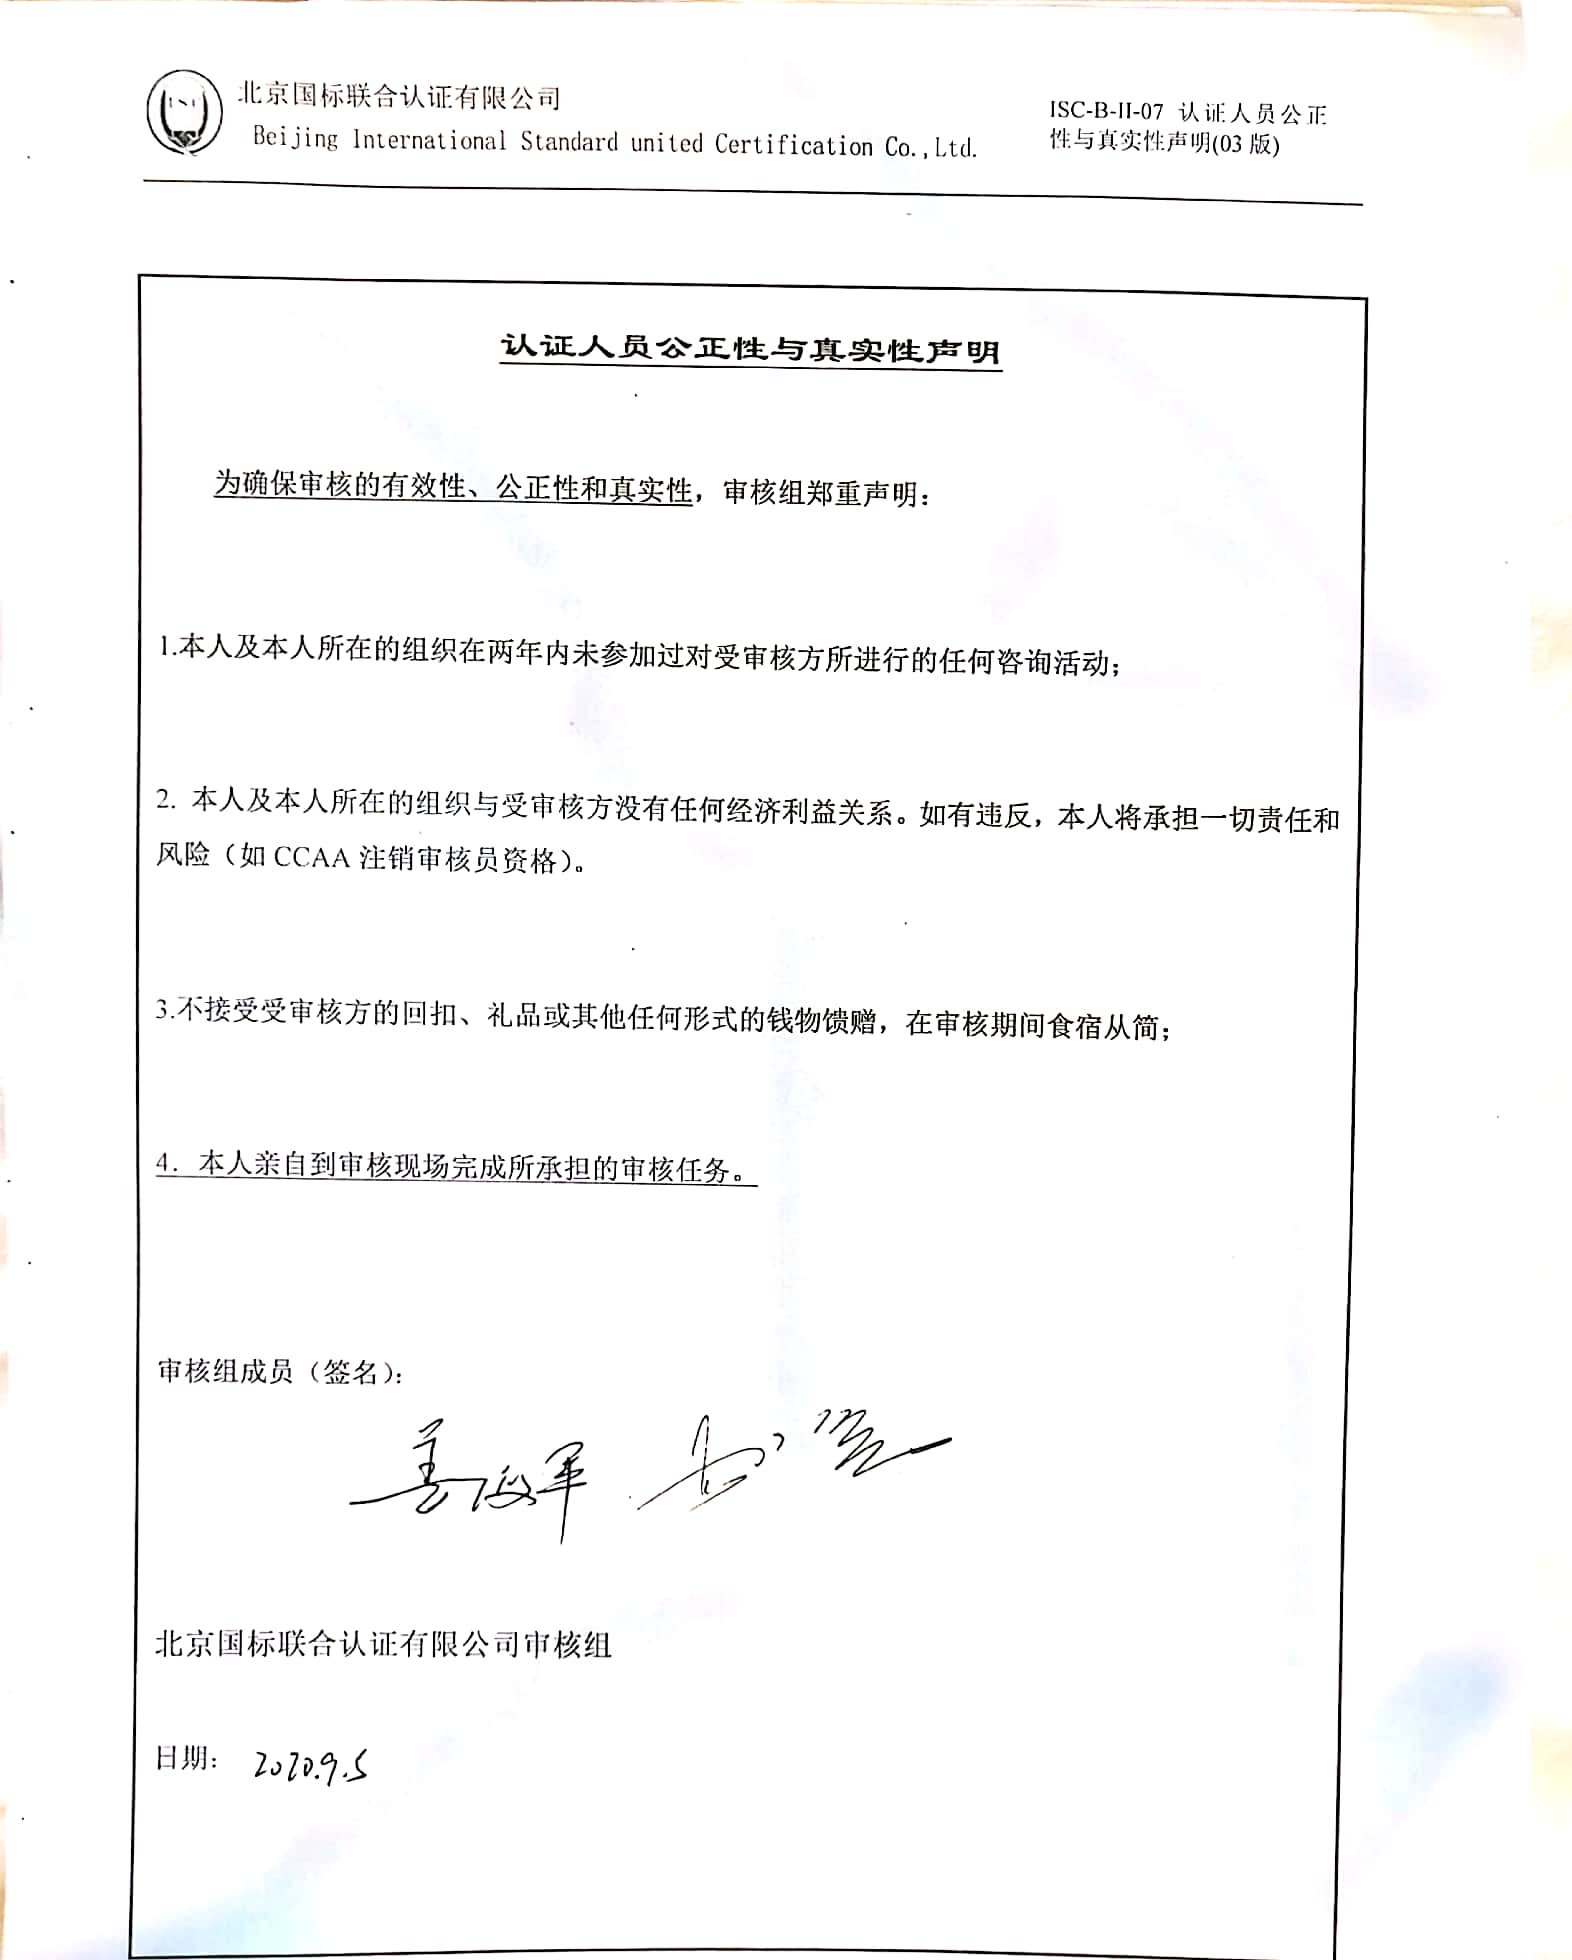 北京国标联合认证有限公司
Beijing International Standard united Certification Co.,Ltd.
ISC-B-II-07 认证人员公正
性与真实性声明(03 版)
认证人员公正性与真实性声明
为确保审核的有效性、公正性和真实性，审核组郑重声明：
1.本人及本人所在的组织在两年内未参加过对受审核方所进行的任何咨询活动；
2. 本人及本人所在的组织与受审核方没有任何经济利益关系。如有违反，本人将承担一切责任和
风险（如 CCAA 注销审核员资格）。
3.不接受受审核方的回扣、礼品或其他任何形式的钱物馈赠，在审核期间食宿从简；
4. 本人亲自到审核现场完成所承担的审核任务。
审核组成员（签名）：
北京国标联合认证有限公司审核组
日期： 2020.9.5